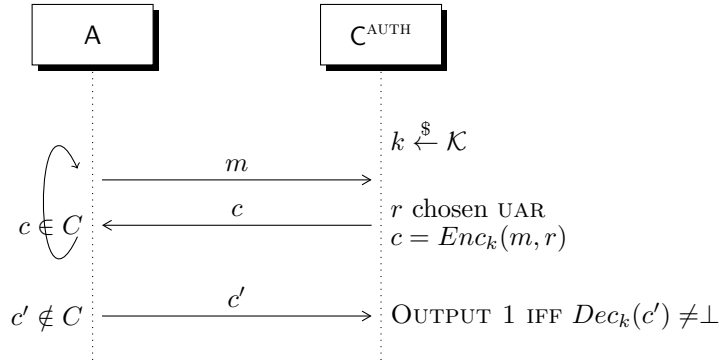 A
C^AUTH
k ←$ 𝒦
m
c ∈ C
c
r chosen UAR
c = Enc_k(m, r)
c' ∉ C
c'
OUTPUT 1 IFF Dec_k(c') ≠⊥